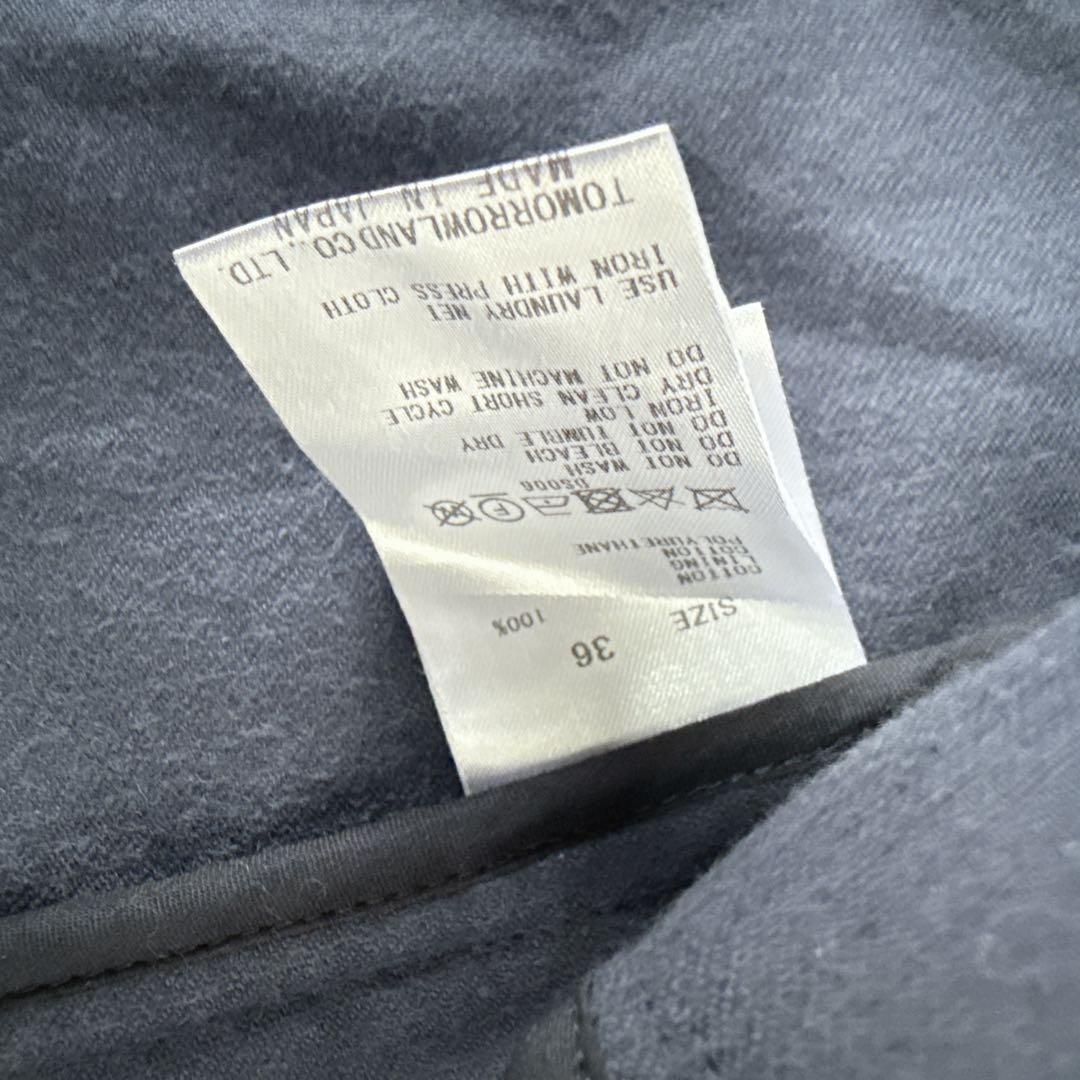 SIZE 36
COTTON 100%
LINING
COTTON
POLYURETHANE
DS006
DO NOT WASH
DO NOT BLEACH
DO NOT TUMBLE DRY
IRON LOW
DRY CLEAN SHORT CYCLE
DO NOT MACHINE WASH
USE LAUNDRY NET
IRON WITH PRESS CLOTH
TOMORROWLAND CO., LTD.
MADE IN JAPAN